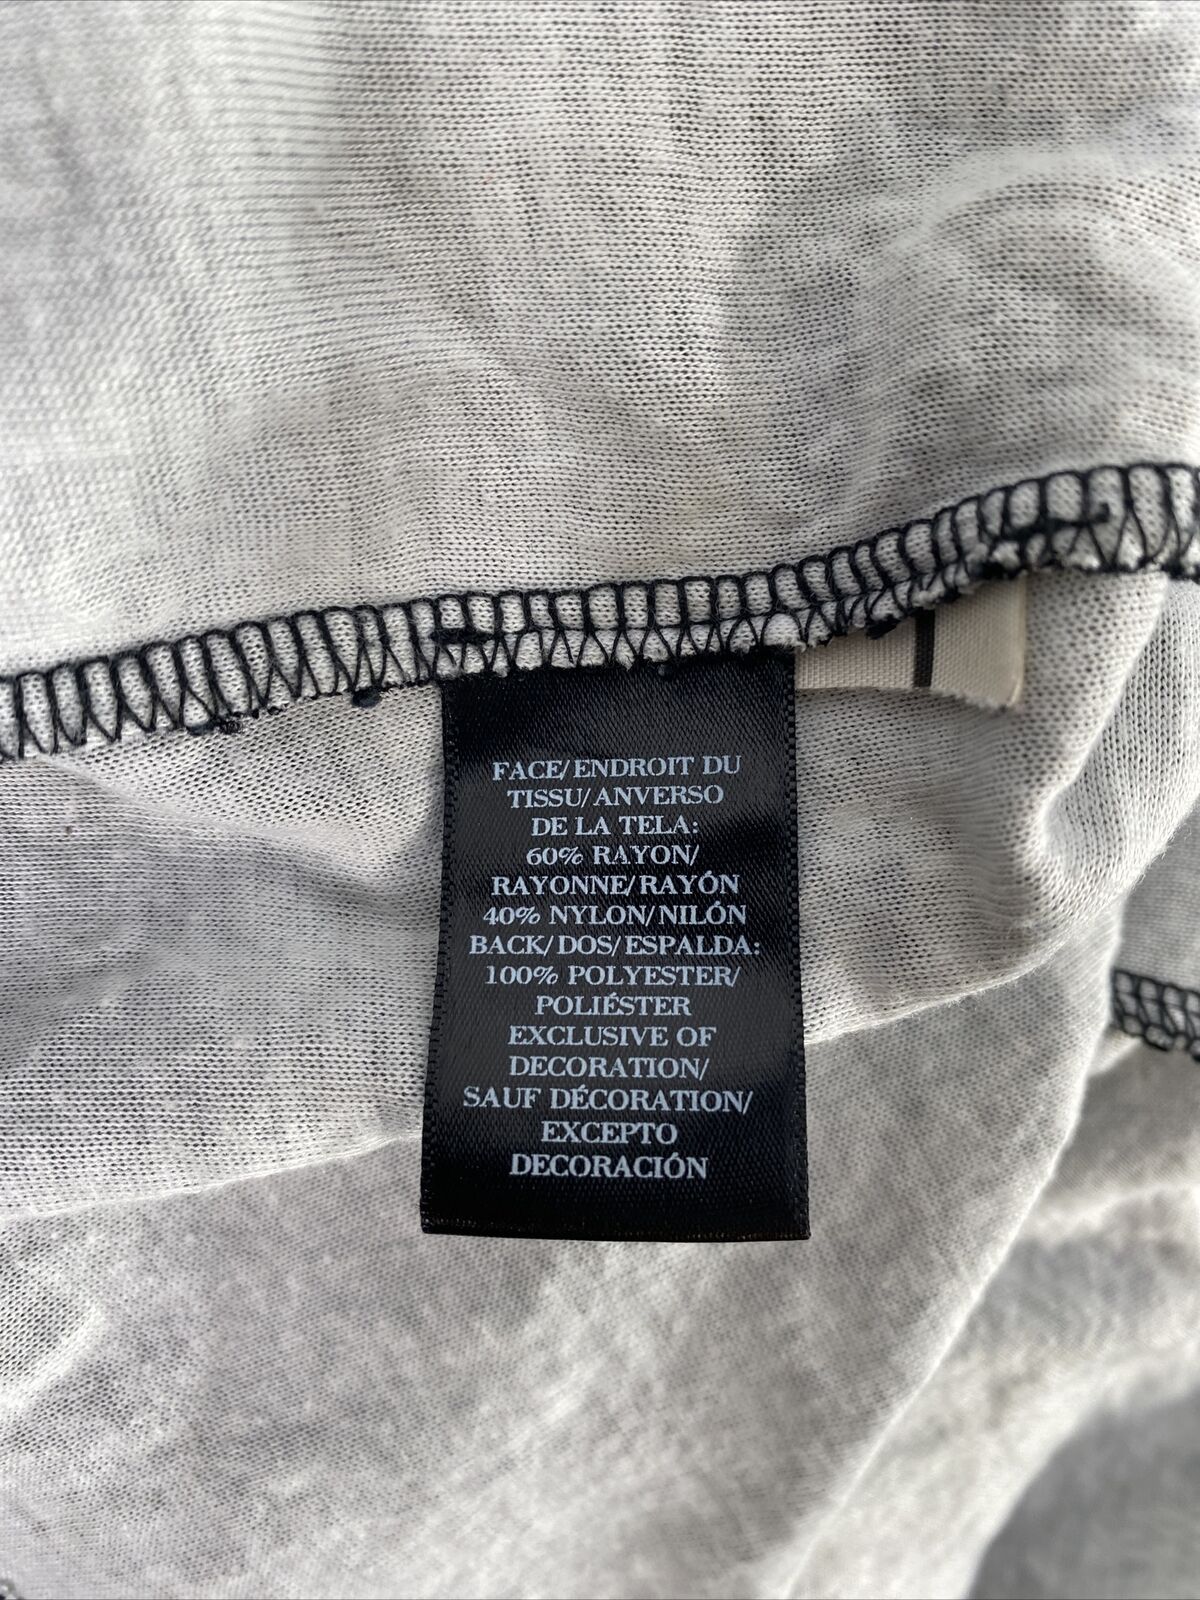 FACE/ENDROIT DU
TISSU/ANVERSO
DE LA TELA:
60% RAYON/
RAYONNE/RAYÓN
40% NYLON/NILÓN
BACK/DOS/ESPALDA:
100% POLYESTER/
POLIÉSTER
EXCLUSIVE OF
DECORATION/
SAUF DÉCORATION/
EXCEPTO
DECORACIÓN